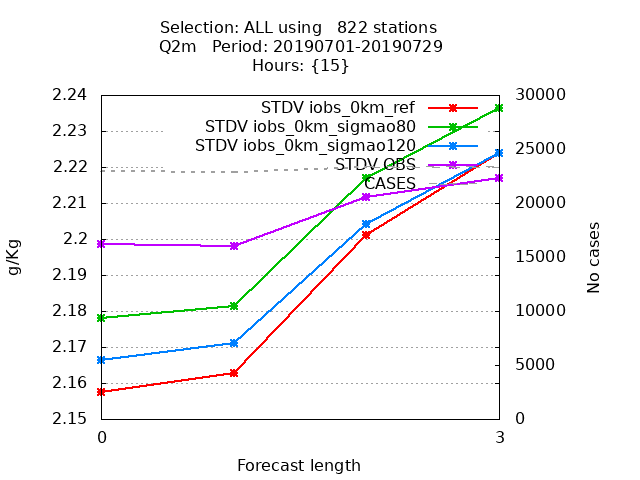 Selection: ALL using   822 stations
Q2m   Period: 20190701-20190729
Hours: {15}
2.24
2.23
2.22
2.21
2.2
2.19
2.18
2.17
2.16
2.15
g/Kg
STDV iobs_0km_ref
STDV iobs_0km_sigmao80
STDV iobs_0km_sigmao120
STDV OBS
CASES
30000
25000
20000
15000
10000
5000
0
No cases
0
3
Forecast length